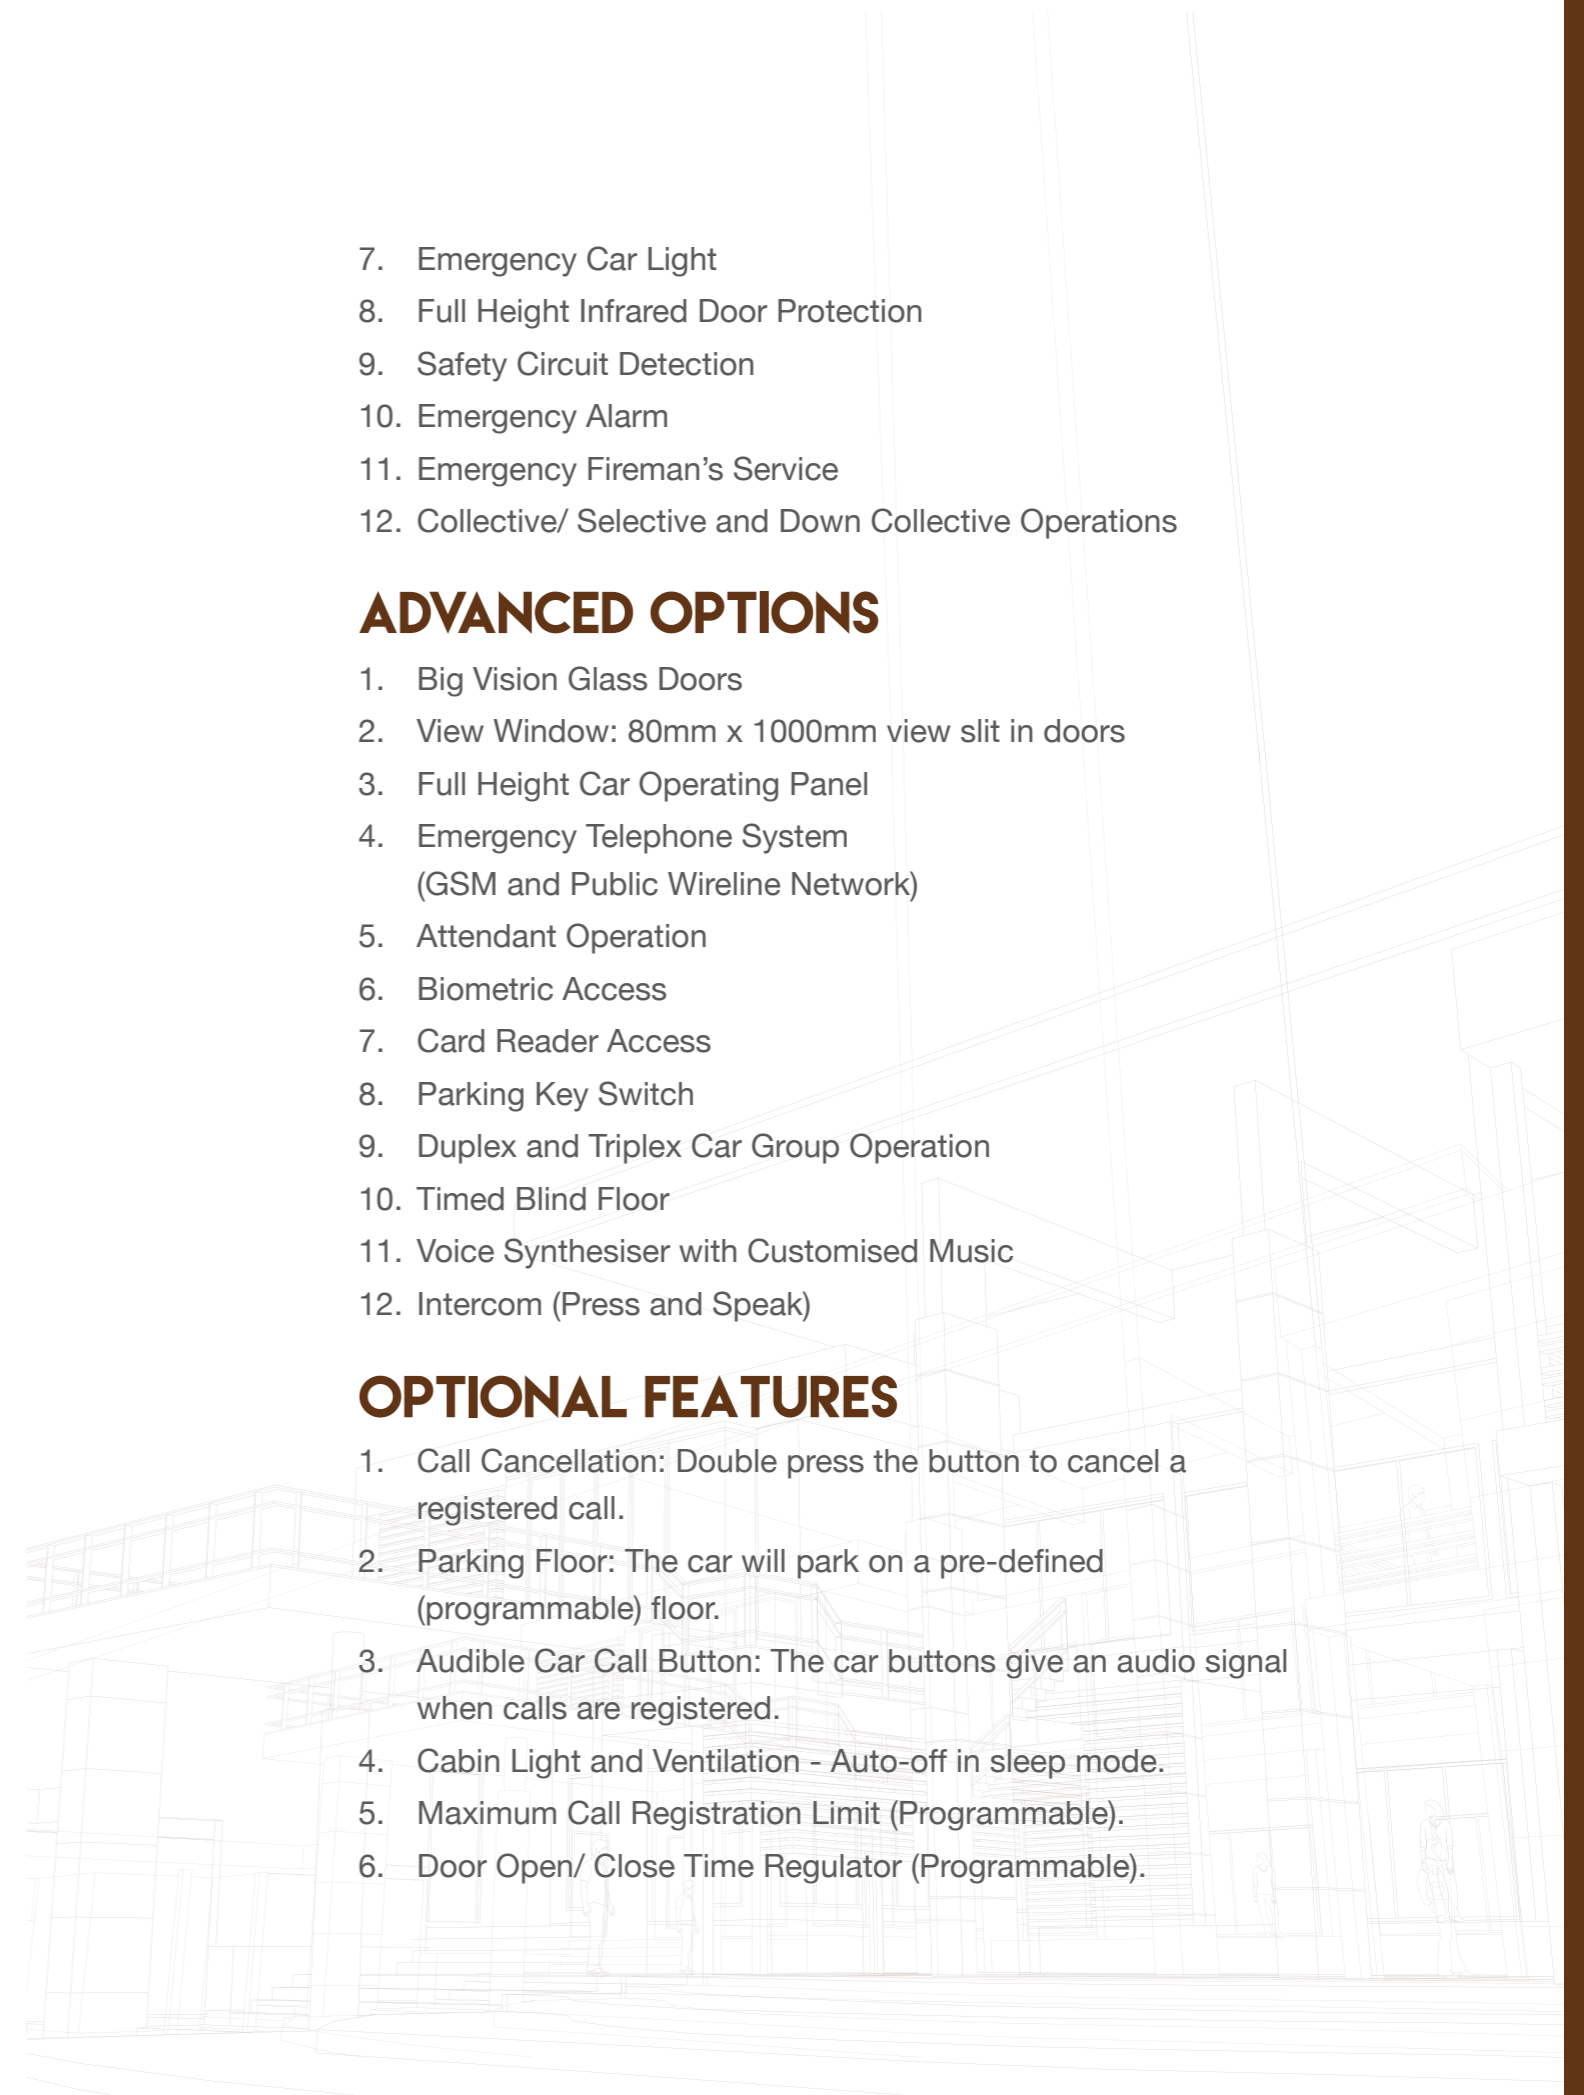 7. Emergency Car Light
8. Full Height Infrared Door Protection
9. Safety Circuit Detection
10. Emergency Alarm
11. Emergency Fireman’s Service
12. Collective/ Selective and Down Collective Operations
ADVANCED OPTIONS
1. Big Vision Glass Doors
2. View Window: 80mm x 1000mm view slit in doors
3. Full Height Car Operating Panel
4. Emergency Telephone System
(GSM and Public Wireline Network)
5. Attendant Operation
6. Biometric Access
7. Card Reader Access
8. Parking Key Switch
9. Duplex and Triplex Car Group Operation
10. Timed Blind Floor
11. Voice Synthesiser with Customised Music
12. Intercom (Press and Speak)
OPTIONAL FEATURES
1. Call Cancellation: Double press the button to cancel a
registered call.
2. Parking Floor: The car will park on a pre-defined
(programmable) floor.
3. Audible Car Call Button: The car buttons give an audio signal
when calls are registered.
4. Cabin Light and Ventilation - Auto-off in sleep mode.
5. Maximum Call Registration Limit (Programmable).
6. Door Open/ Close Time Regulator (Programmable).